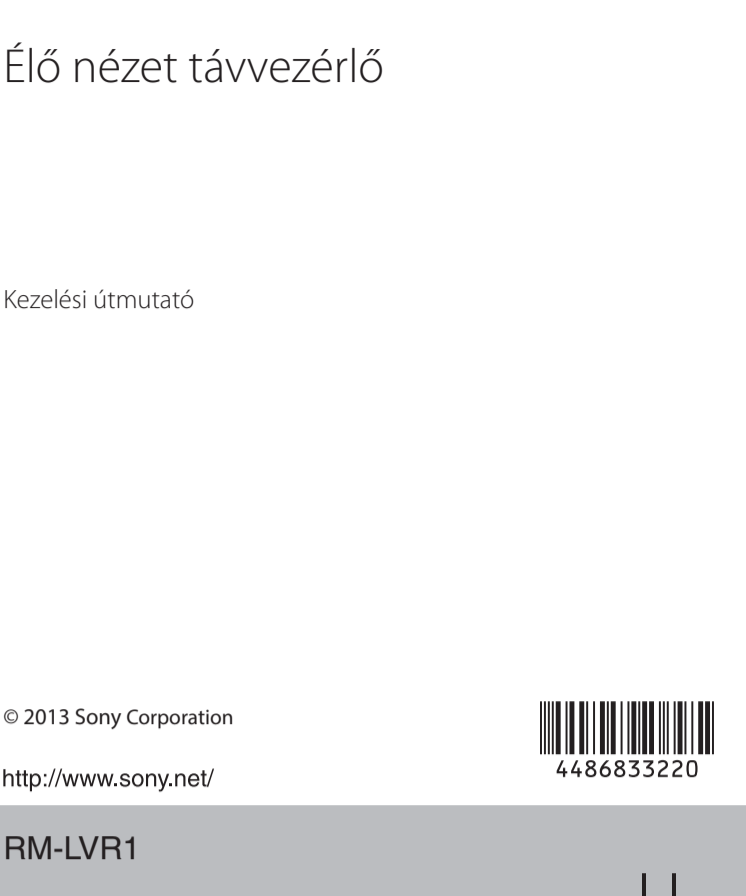 Élő nézet távvezérlő
Kezelési útmutató
© 2013 Sony Corporation
http://www.sony.net/
4486833220
RM-LVR1